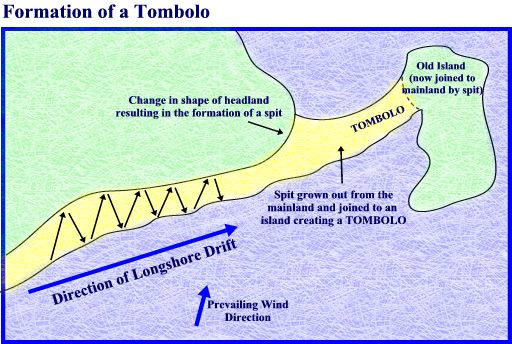 Formation of a Tombolo
Old Island
(now joined to
mainland by spit)
Change in shape of headland
resulting in the formation of a spit
TOMBOLO
Spit grown out from the
mainland and joined to an
island creating a TOMBOLO
Direction of Longshore Drift
Prevailing Wind
Direction